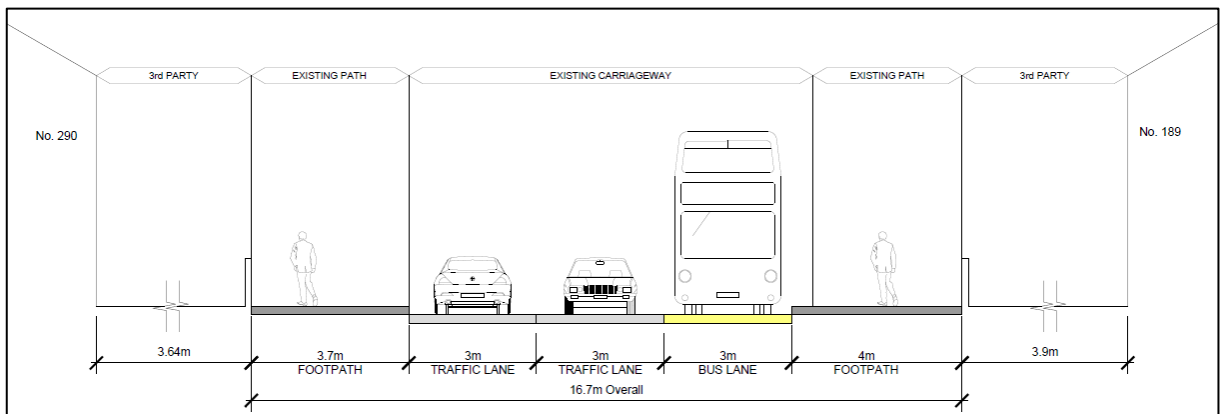 3rd PARTY
EXISTING PATH
EXISTING CARRIAGEWAY
EXISTING PATH
3rd PARTY
No. 290
No. 189
3.64m
3.7m
FOOTPATH
3m
TRAFFIC LANE
3m
TRAFFIC LANE
3m
BUS LANE
4m
FOOTPATH
3.9m
16.7m Overall